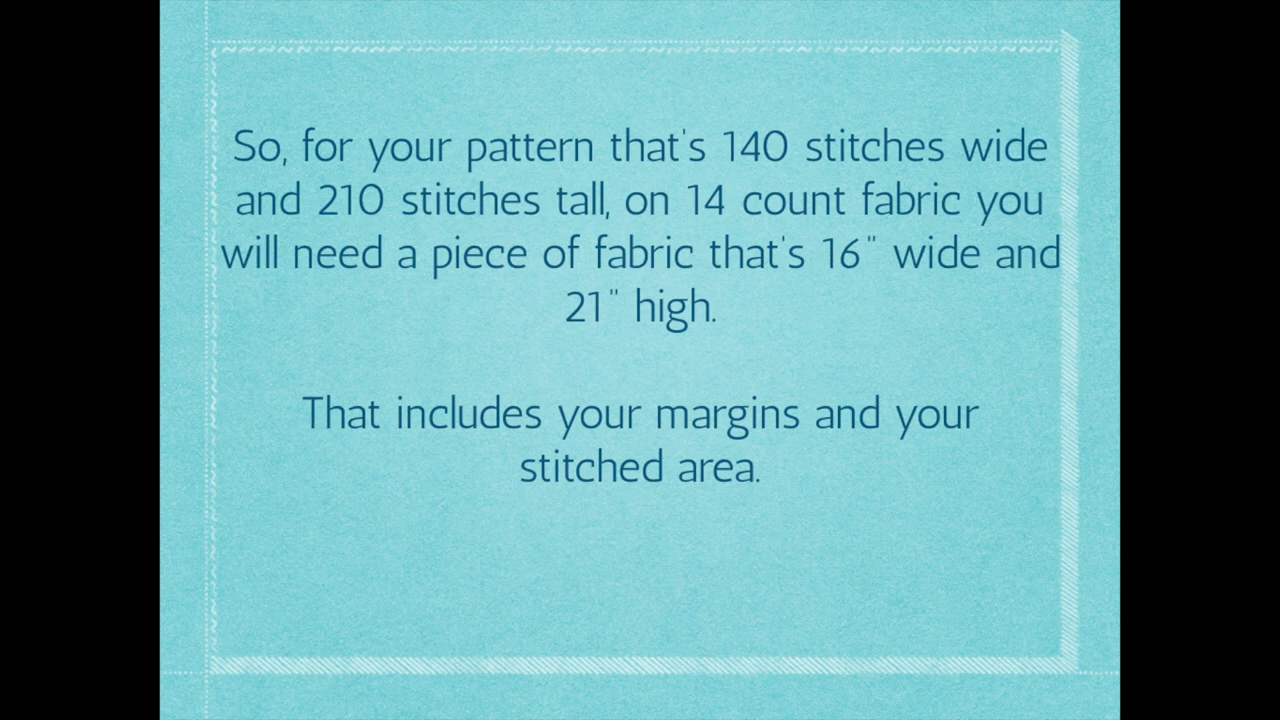 So, for your pattern that's 140 stitches wide
and 210 stitches tall, on 14 count fabric you
will need a piece of fabric that's 16" wide and
21" high.
That includes your margins and your
stitched area.